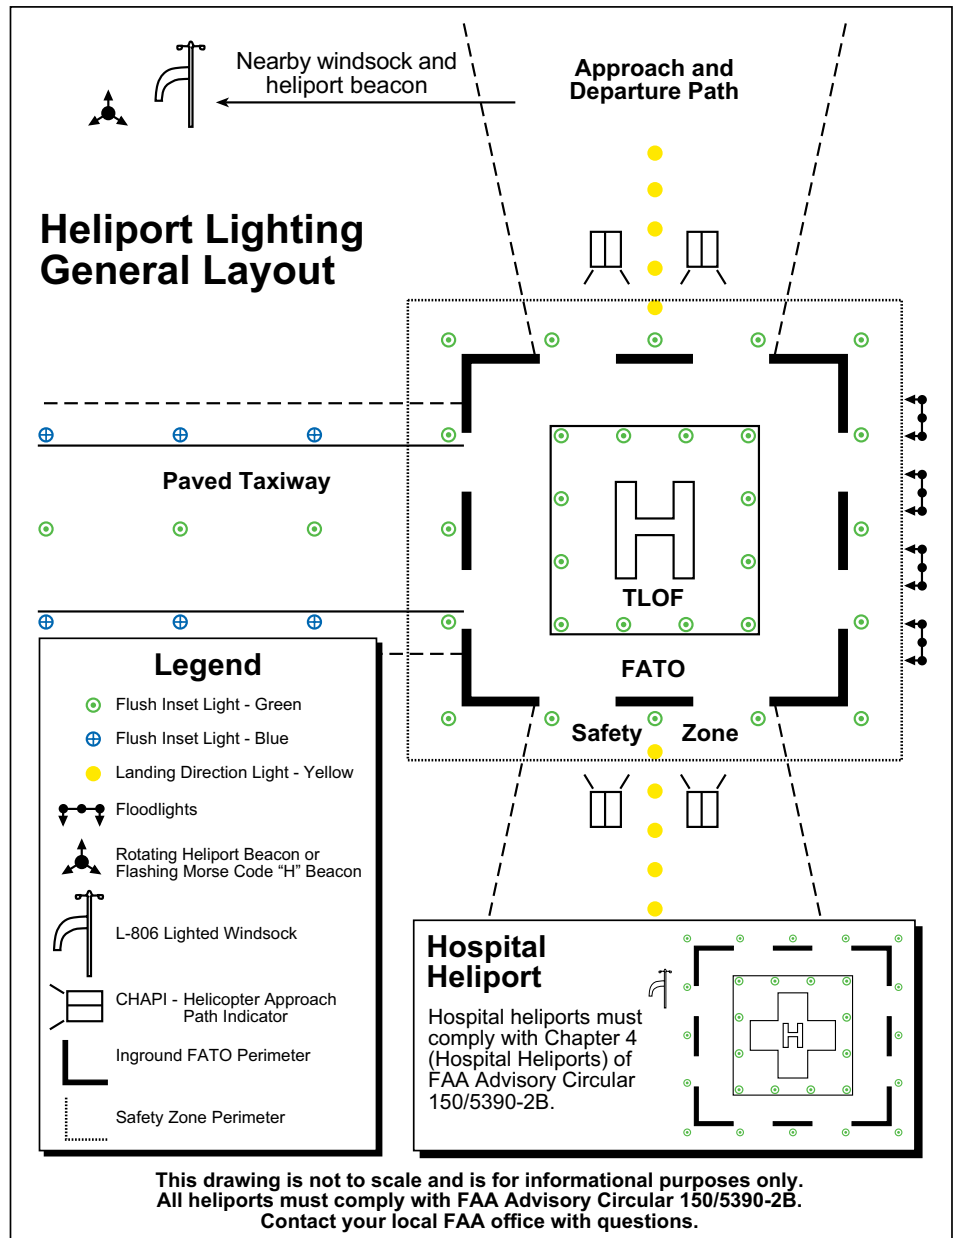 Nearby windsock and
heliport beacon
Approach and
Departure Path
Heliport Lighting
General Layout
Paved Taxiway
H
TLOF
FATO
Safety Zone
Legend
Flush Inset Light - Green
Flush Inset Light - Blue
Landing Direction Light - Yellow
Floodlights
Rotating Heliport Beacon or
Flashing Morse Code “H” Beacon
L-806 Lighted Windsock
CHAPI - Helicopter Approach
Path Indicator
Inground FATO Perimeter
Safety Zone Perimeter
Hospital
Heliport
Hospital heliports must
comply with Chapter 4
(Hospital Heliports) of
FAA Advisory Circular
150/5390-2B.
H
This drawing is not to scale and is for informational purposes only.
All heliports must comply with FAA Advisory Circular 150/5390-2B.
Contact your local FAA office with questions.